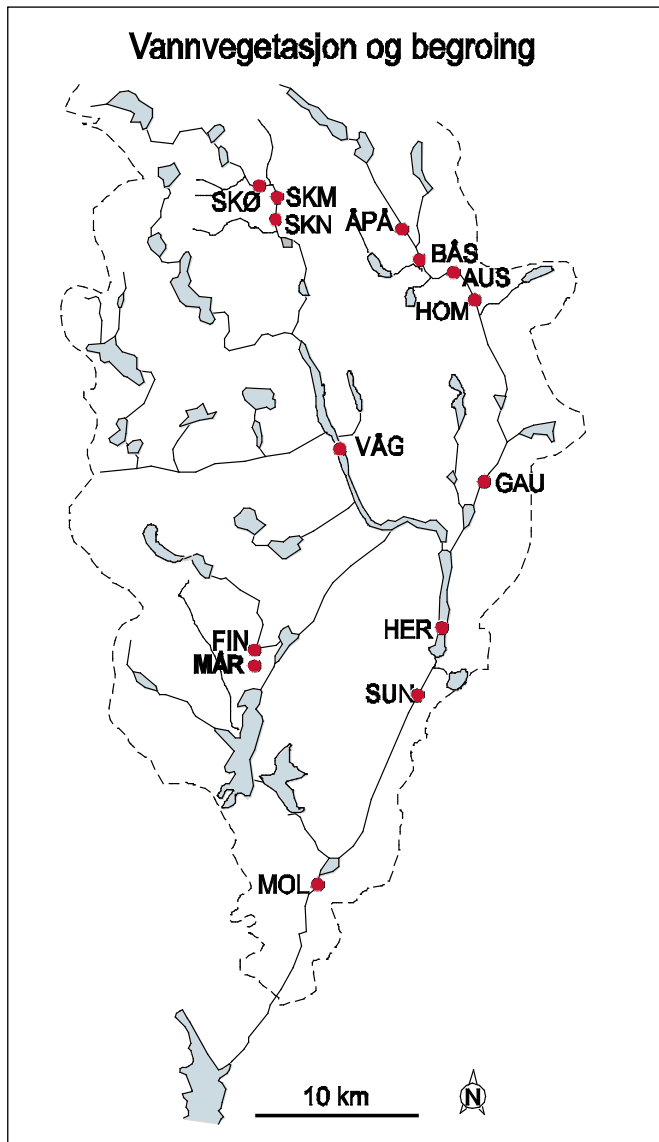 Vannvegetasjon og begroing
SKØ
SKM
SKN
ÅPÅ
BÅS
AUS
HOM
VÅG
GAU
FIN
MÅR
HER
SUN
MOL
10 km
N